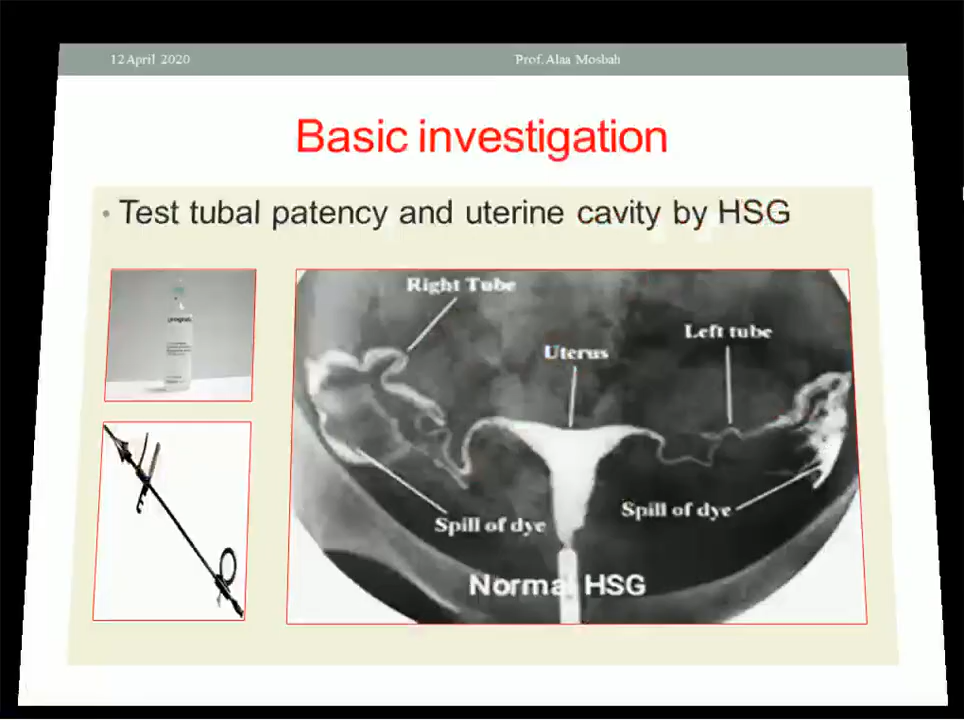 12 April 2020 Prof. Alaa Mosbah
Basic investigation
• Test tubal patency and uterine cavity by HSG
Right Tube
Left tube
Uterus
Spill of dye
Spill of dye
Normal HSG